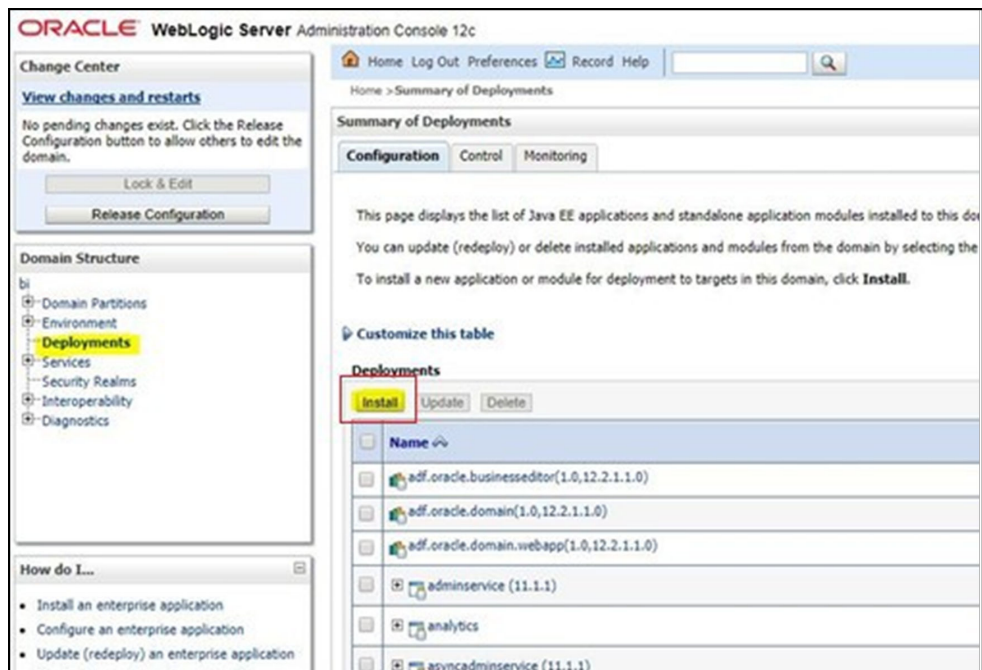 ORACLE WebLogic Server Administration Console 12c
Change Center
View changes and restarts
No pending changes exist. Click the Release
Configuration button to allow others to edit the
domain.
Lock & Edit
Release Configuration
Domain Structure
bi
Domain Partitions
Environment
Deployments
Services
Security Realms
Interoperability
Diagnostics
How do I...
Install an enterprise application
Configure an enterprise application
Update (redeploy) an enterprise application
Home Log Out Preferences Record Help
Home >Summary of Deployments
Summary of Deployments
Configuration Control Monitoring
This page displays the list of Java EE applications and standalone application modules installed to this do
You can update (redeploy) or delete installed applications and modules from the domain by selecting the
To install a new application or module for deployment to targets in this domain, click Install.
Customize this table
Deployments
Install Update Delete
Name
adf.oracle.businesseditor(1.0,12.2.1.1.0)
adf.oracle.domain(1.0,12.2.1.1.0)
adf.oracle.domain.webapp(1.0,12.2.1.1.0)
adminservice (11.1.1)
analytics
asyncadminservice (11.1.1)